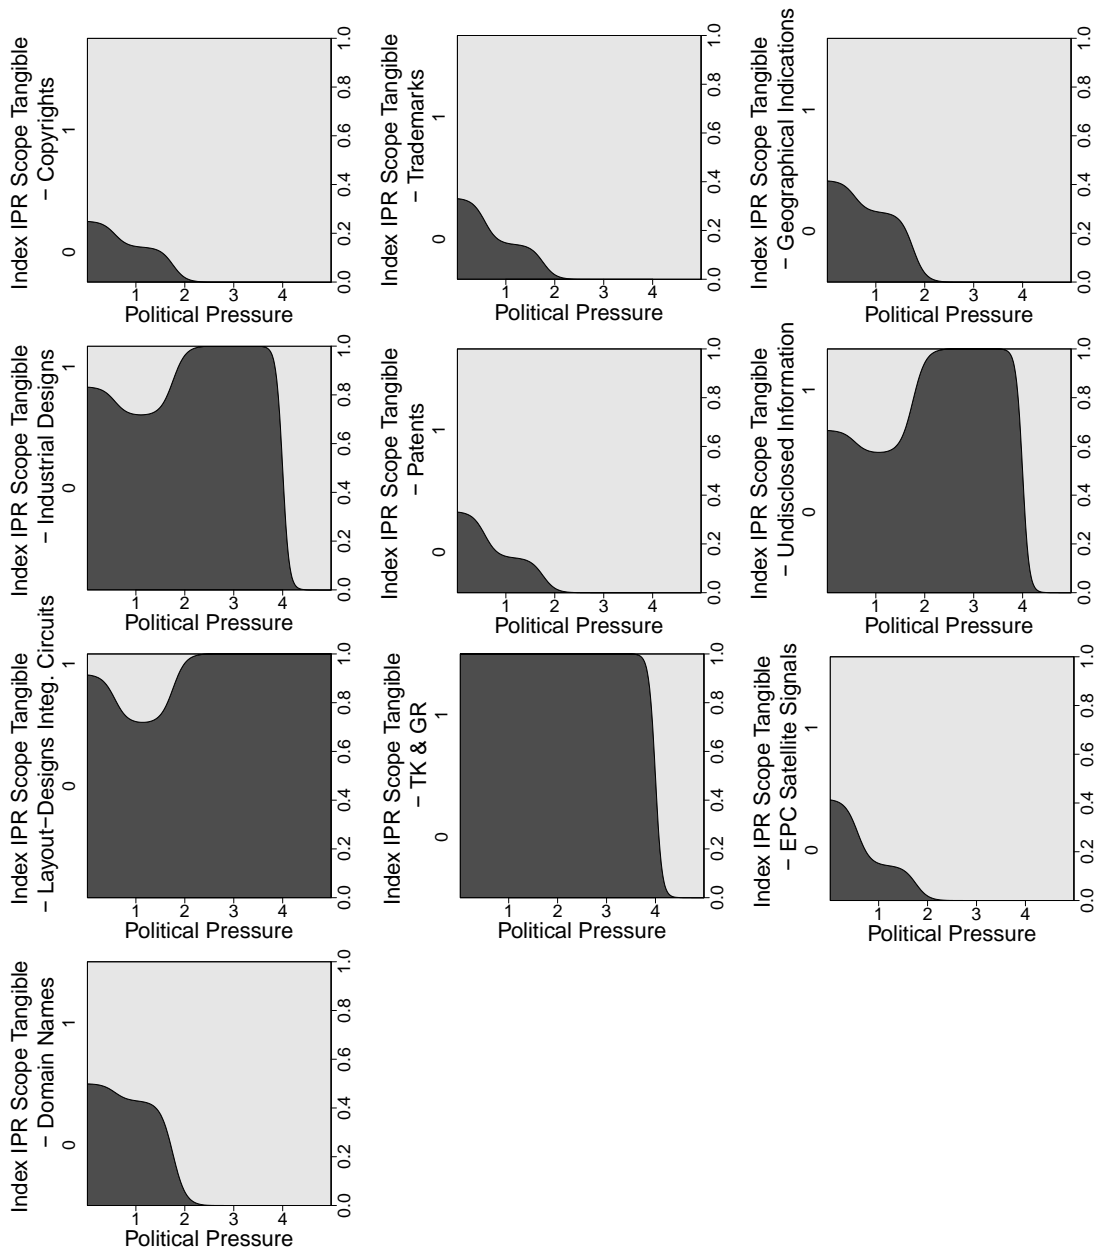 Index IPR Scope Tangible
− Copyrights
0 1
0.0 0.2 0.4 0.6 0.8 1.0
1 2 3 4
Political Pressure
Index IPR Scope Tangible
− Trademarks
0 1
0.0 0.2 0.4 0.6 0.8 1.0
1 2 3 4
Political Pressure
Index IPR Scope Tangible
− Geographical Indications
0 1
0.0 0.2 0.4 0.6 0.8 1.0
1 2 3 4
Political Pressure
Index IPR Scope Tangible
− Industrial Designs
0 1
0.0 0.2 0.4 0.6 0.8 1.0
1 2 3 4
Political Pressure
Index IPR Scope Tangible
− Patents
0 1
0.0 0.2 0.4 0.6 0.8 1.0
1 2 3 4
Political Pressure
Index IPR Scope Tangible
− Undisclosed Information
0 1
0.0 0.2 0.4 0.6 0.8 1.0
1 2 3 4
Political Pressure
Index IPR Scope Tangible
− Layout−Designs Integ. Circuits
0 1
0.0 0.2 0.4 0.6 0.8 1.0
1 2 3 4
Political Pressure
Index IPR Scope Tangible
− TK & GR
0 1
0.0 0.2 0.4 0.6 0.8 1.0
1 2 3 4
Political Pressure
Index IPR Scope Tangible
− EPC Satellite Signals
0 1
0.0 0.2 0.4 0.6 0.8 1.0
1 2 3 4
Political Pressure
Index IPR Scope Tangible
− Domain Names
0 1
0.0 0.2 0.4 0.6 0.8 1.0
1 2 3 4
Political Pressure